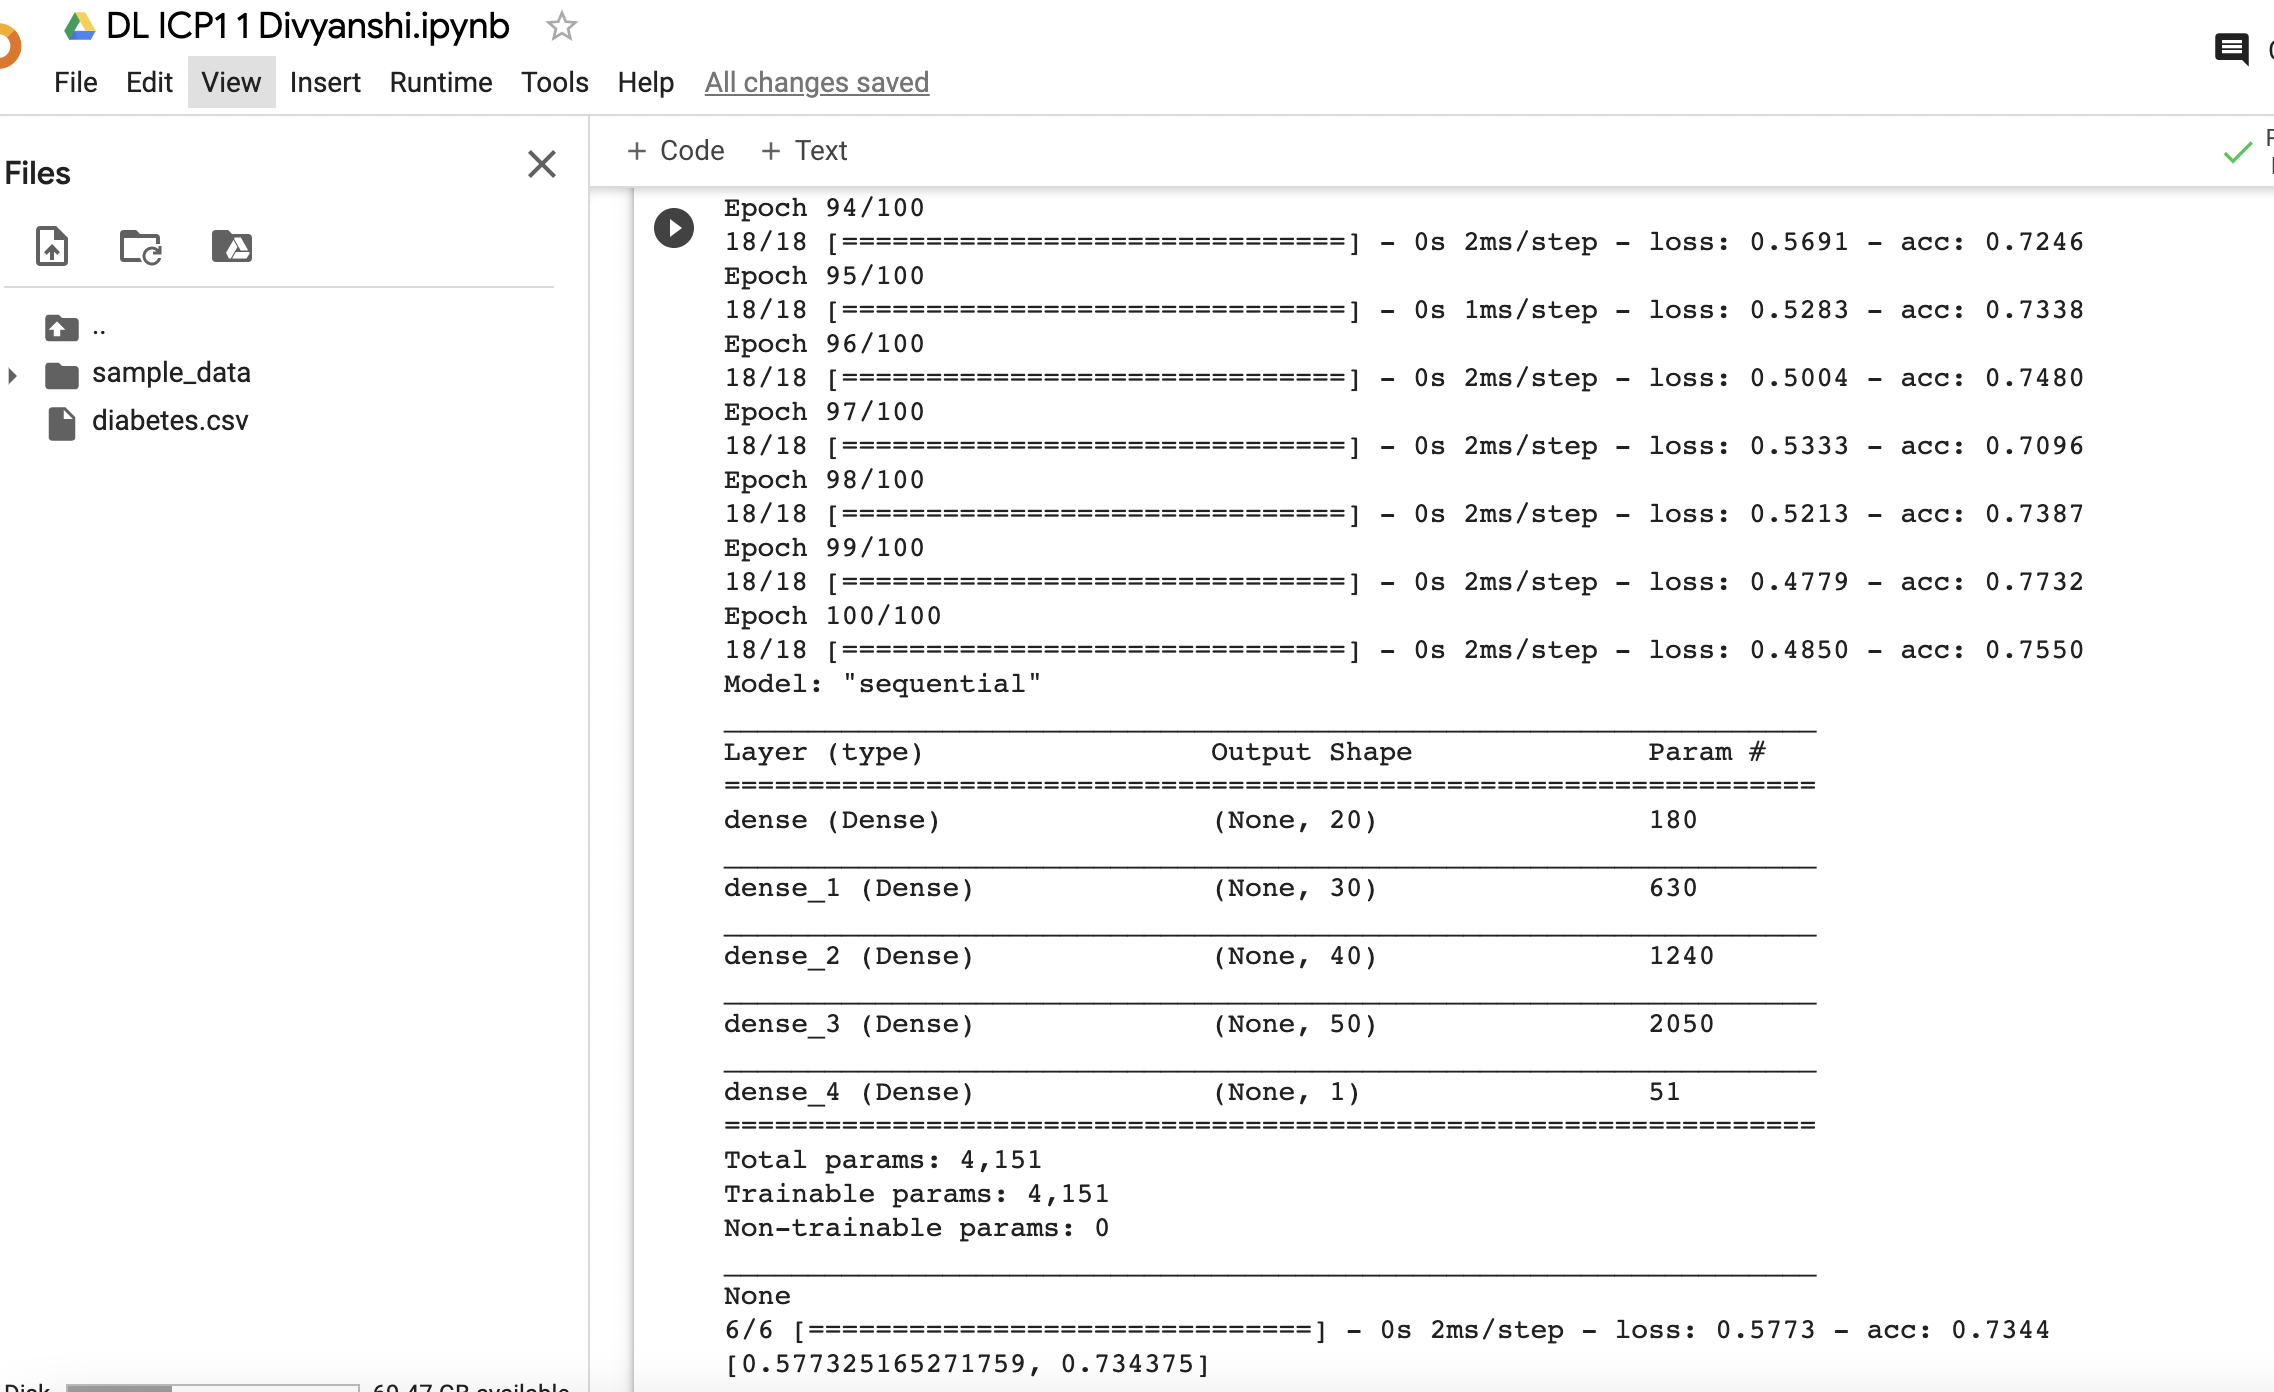 DL ICP1 1 Divyanshi.ipynb
File Edit View Insert Runtime Tools Help All changes saved
Files
+ Code + Text
..
sample_data
diabetes.csv
Epoch 94/100
18/18 [==============================] - 0s 2ms/step - loss: 0.5691 - acc: 0.7246
Epoch 95/100
18/18 [==============================] - 0s 1ms/step - loss: 0.5283 - acc: 0.7338
Epoch 96/100
18/18 [==============================] - 0s 2ms/step - loss: 0.5004 - acc: 0.7480
Epoch 97/100
18/18 [==============================] - 0s 2ms/step - loss: 0.5333 - acc: 0.7096
Epoch 98/100
18/18 [==============================] - 0s 2ms/step - loss: 0.5213 - acc: 0.7387
Epoch 99/100
18/18 [==============================] - 0s 2ms/step - loss: 0.4779 - acc: 0.7732
Epoch 100/100
18/18 [==============================] - 0s 2ms/step - loss: 0.4850 - acc: 0.7550
Model: "sequential"
_________________________________________________________________
Layer (type) Output Shape Param #
=================================================================
dense (Dense) (None, 20) 180
_________________________________________________________________
dense_1 (Dense) (None, 30) 630
_________________________________________________________________
dense_2 (Dense) (None, 40) 1240
_________________________________________________________________
dense_3 (Dense) (None, 50) 2050
_________________________________________________________________
dense_4 (Dense) (None, 1) 51
=================================================================
Total params: 4,151
Trainable params: 4,151
Non-trainable params: 0
_________________________________________________________________
None
6/6 [==============================] - 0s 2ms/step - loss: 0.5773 - acc: 0.7344
[0.577325165271759, 0.734375]
Disk 69.47 GB available